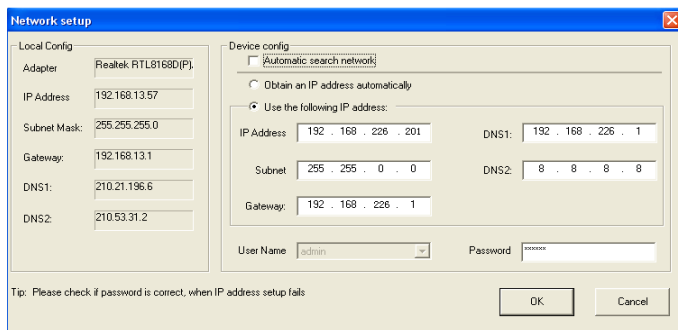 Network setup
Local Config
Adapter Realtek RTL8168D(P).
IP Address 192.168.13.57
Subnet Mask: 255.255.255.0
Gateway: 192.168.13.1
DNS1: 210.21.196.6
DNS2: 210.53.31.2
Device config
Automatic search network
Obtain an IP address automatically
Use the following IP address:
IP Address 192 . 168 . 226 . 201 DNS1: 192 . 168 . 226 . 1
Subnet 255 . 255 . 0 . 0 DNS2: 8 . 8 . 8 . 8
Gateway: 192 . 168 . 226 . 1
User Name admin Password ******
Tip: Please check if password is correct, when IP address setup fails
OK Cancel